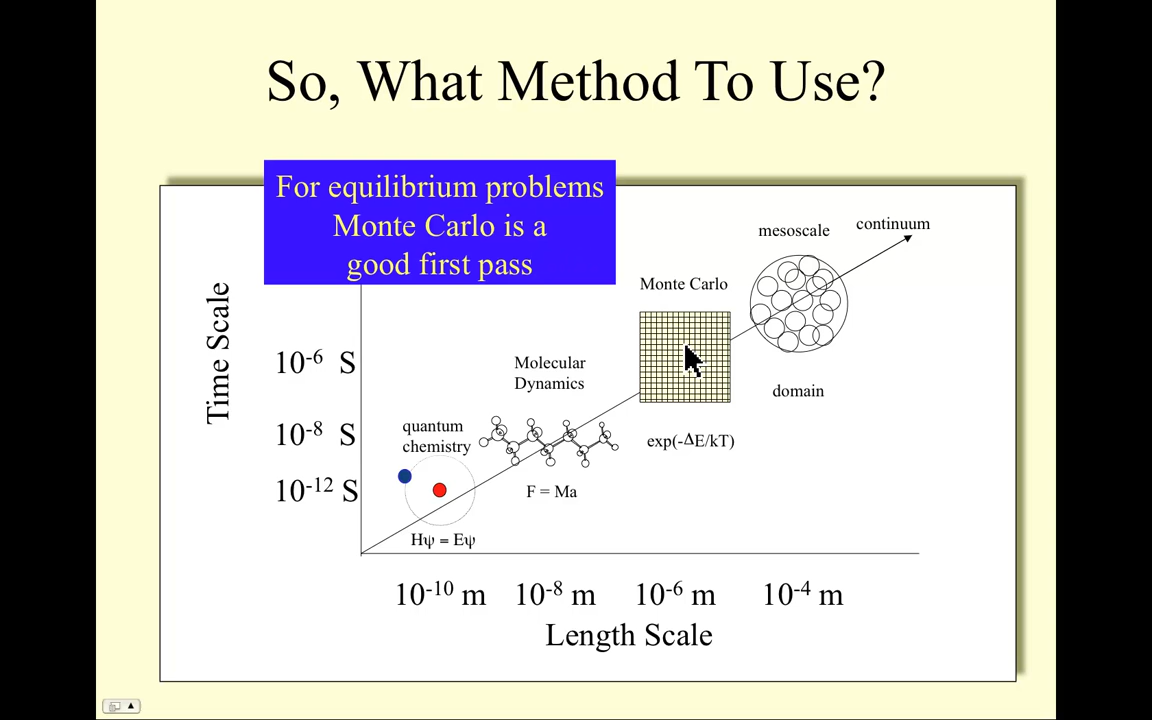 So, What Method To Use?
For equilibrium problems
Monte Carlo is a
good first pass
mesoscale
continuum
Monte Carlo
Time Scale
10-6 S
Molecular
Dynamics
domain
10-8 S
quantum
chemistry
exp(-ΔE/kT)
10-12 S
F = Ma
Hψ = Eψ
10-10 m
10-8 m
10-6 m
10-4 m
Length Scale